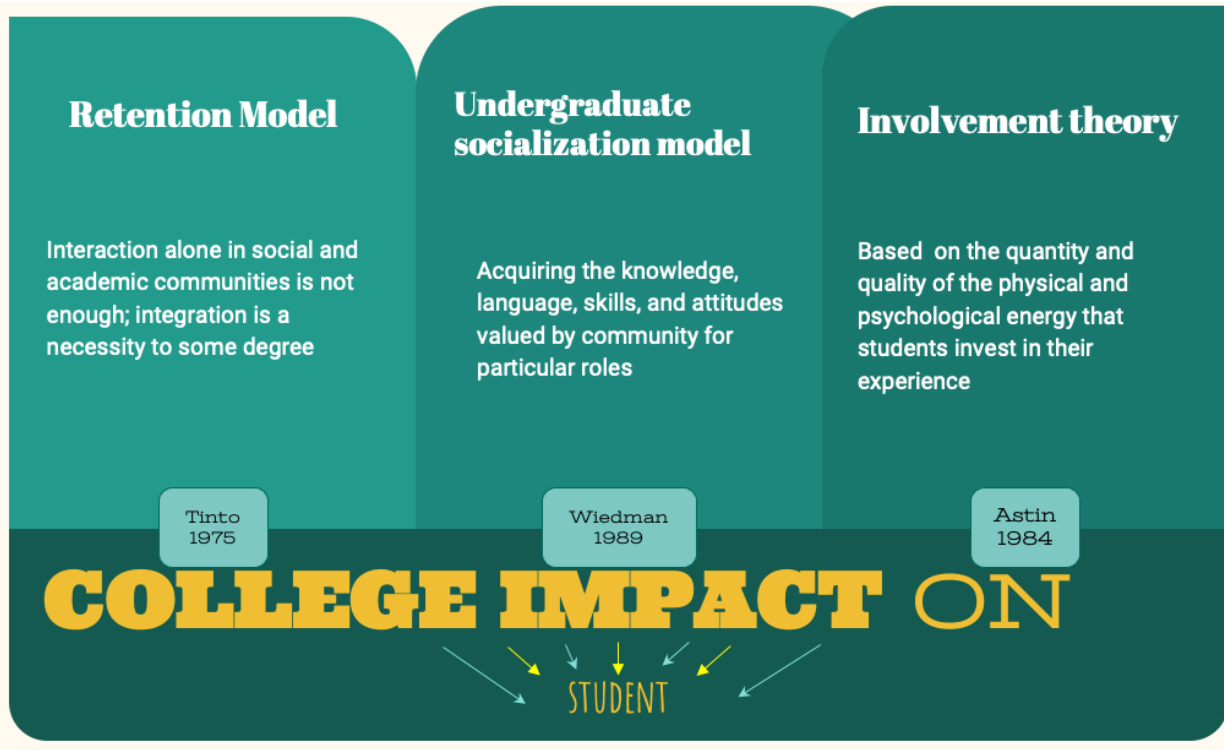 Retention Model
Interaction alone in social and
academic communities is not
enough; integration is a
necessity to some degree
Tinto
1975
Undergraduate
socialization model
Acquiring the knowledge,
language, skills, and attitudes
valued by community for
particular roles
Wiedman
1989
Involvement theory
Based on the quantity and
quality of the physical and
psychological energy that
students invest in their
experience
Astin
1984
COLLEGE IMPACT ON
STUDENT